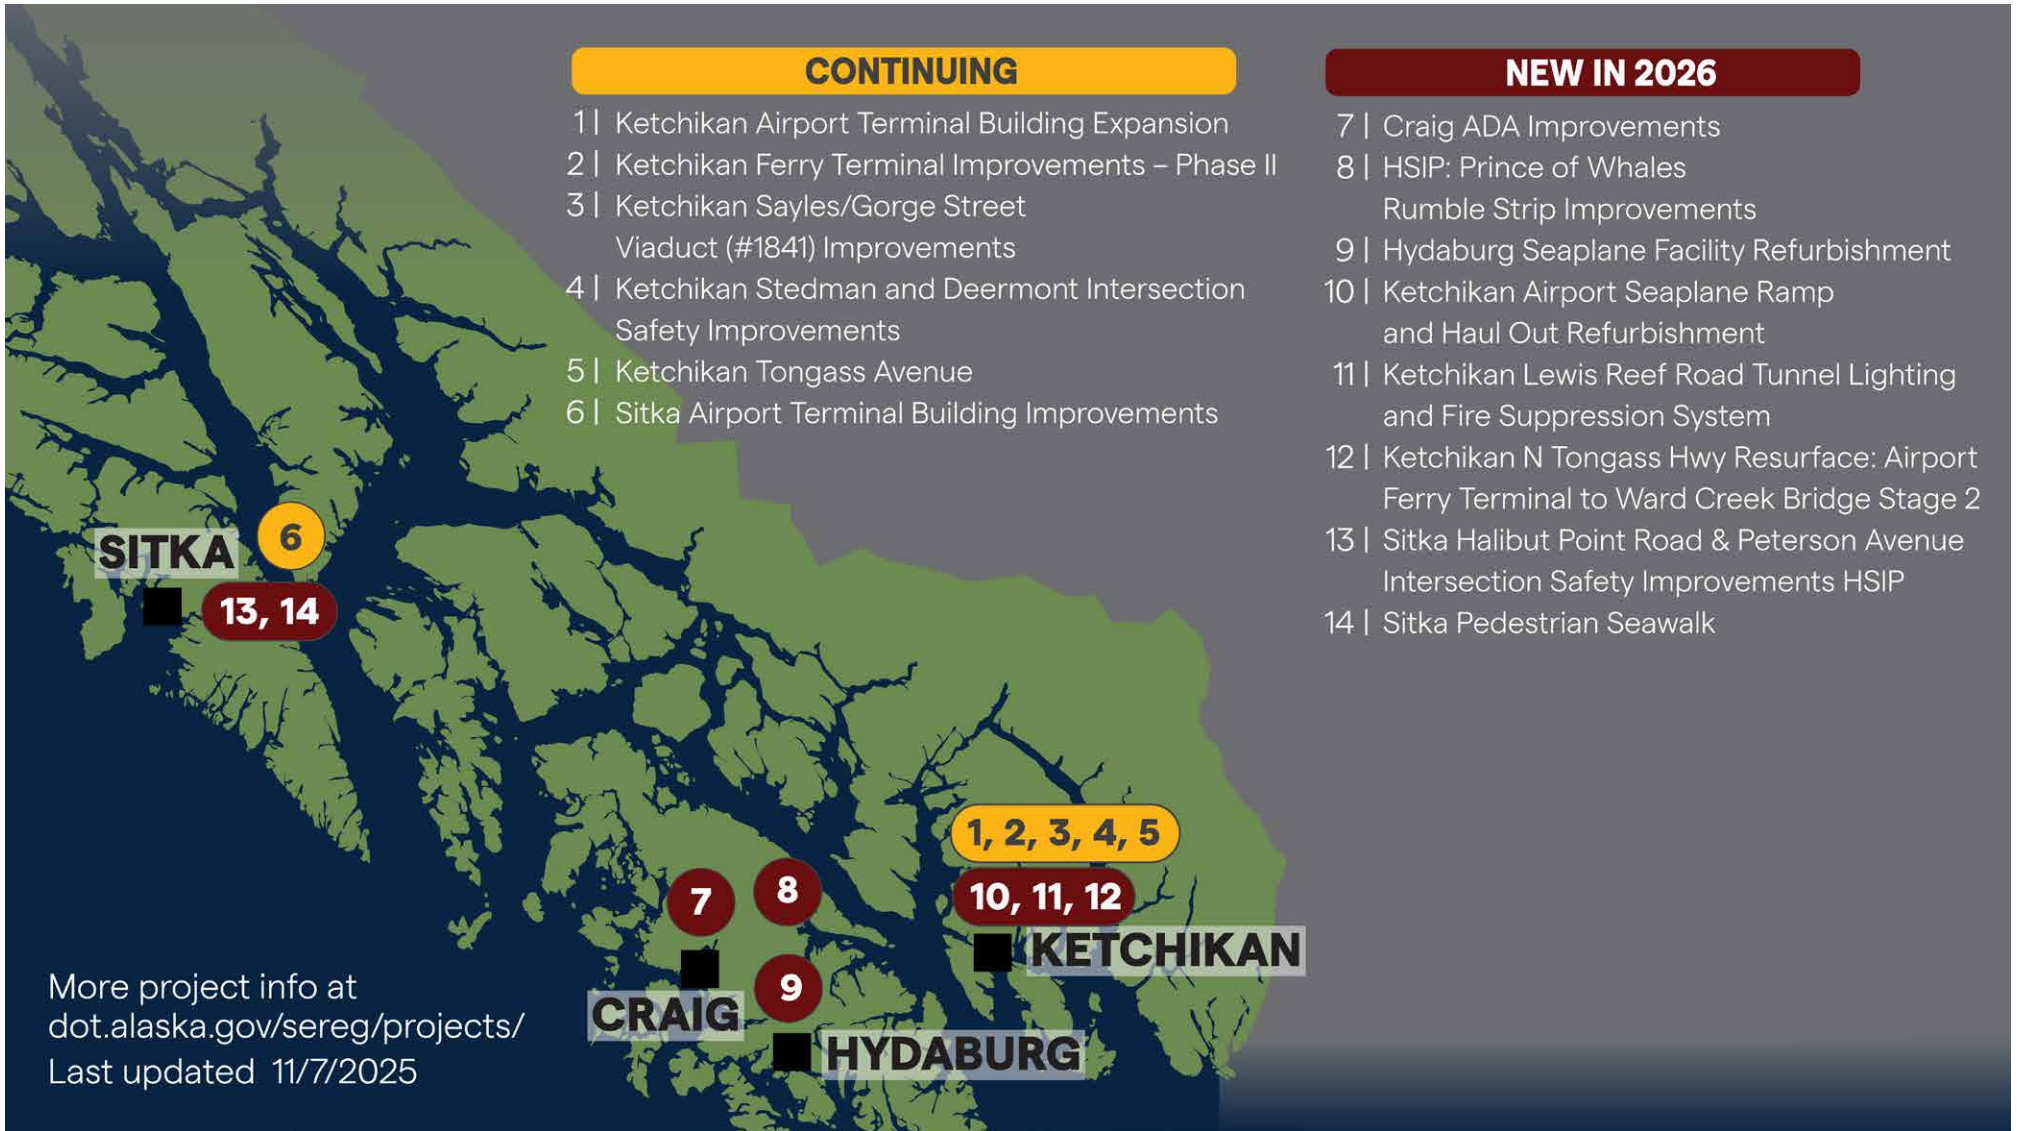 CONTINUING
1 | Ketchikan Airport Terminal Building Expansion
2 | Ketchikan Ferry Terminal Improvements – Phase II
3 | Ketchikan Sayles/Gorge Street
Viaduct (#1841) Improvements
4 | Ketchikan Stedman and Deermont Intersection
Safety Improvements
5 | Ketchikan Tongass Avenue
6 | Sitka Airport Terminal Building Improvements
NEW IN 2026
7 | Craig ADA Improvements
8 | HSIP: Prince of Whales
Rumble Strip Improvements
9 | Hydaburg Seaplane Facility Refurbishment
10 | Ketchikan Airport Seaplane Ramp
and Haul Out Refurbishment
11 | Ketchikan Lewis Reef Road Tunnel Lighting
and Fire Suppression System
12 | Ketchikan N Tongass Hwy Resurface: Airport
Ferry Terminal to Ward Creek Bridge Stage 2
13 | Sitka Halibut Point Road & Peterson Avenue
Intersection Safety Improvements HSIP
14 | Sitka Pedestrian Seawalk
SITKA
6
13, 14
1, 2, 3, 4, 5
10, 11, 12
KETCHIKAN
7
8
CRAIG
9
HYDABURG
More project info at
dot.alaska.gov/sereg/projects/
Last updated 11/7/2025